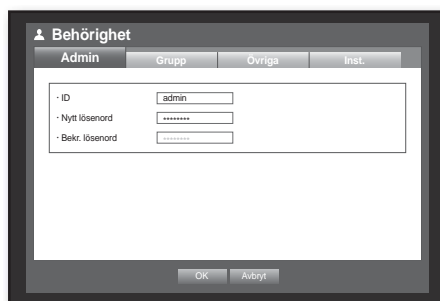 Behörighet
Admin Grupp Övriga Inst.
· ID admin
· Nytt lösenord ••••••••
· Bekr. lösenord ••••••••
OK Avbryt